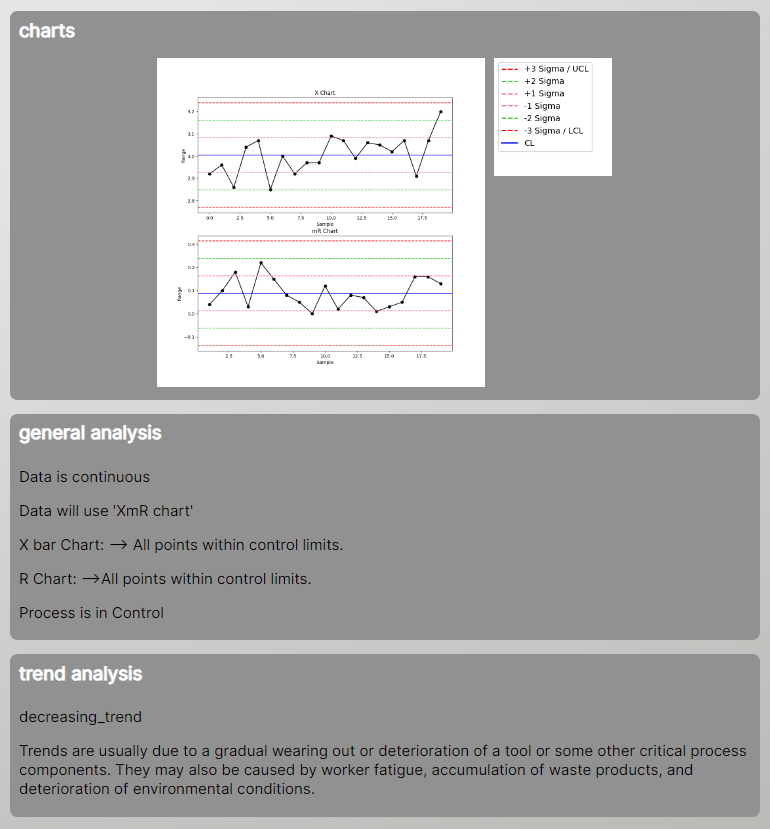 charts
X Chart
3.2
3.1
3.0
2.9
2.8
Range
0.0 2.5 5.0 7.5 10.0 12.5 15.0 17.5
Sample
mR Chart
0.3
0.2
0.1
0.0
−0.1
Range
2.5 5.0 7.5 10.0 12.5 15.0 17.5
Sample
+3 Sigma / UCL
+2 Sigma
+1 Sigma
-1 Sigma
-2 Sigma
-3 Sigma / LCL
CL
general analysis
Data is continuous
Data will use 'XmR chart'
X bar Chart: --> All points within control limits.
R Chart: -->All points within control limits.
Process is in Control
trend analysis
decreasing_trend
Trends are usually due to a gradual wearing out or deterioration of a tool or some other critical process
components. They may also be caused by worker fatigue, accumulation of waste products, and
deterioration of environmental conditions.